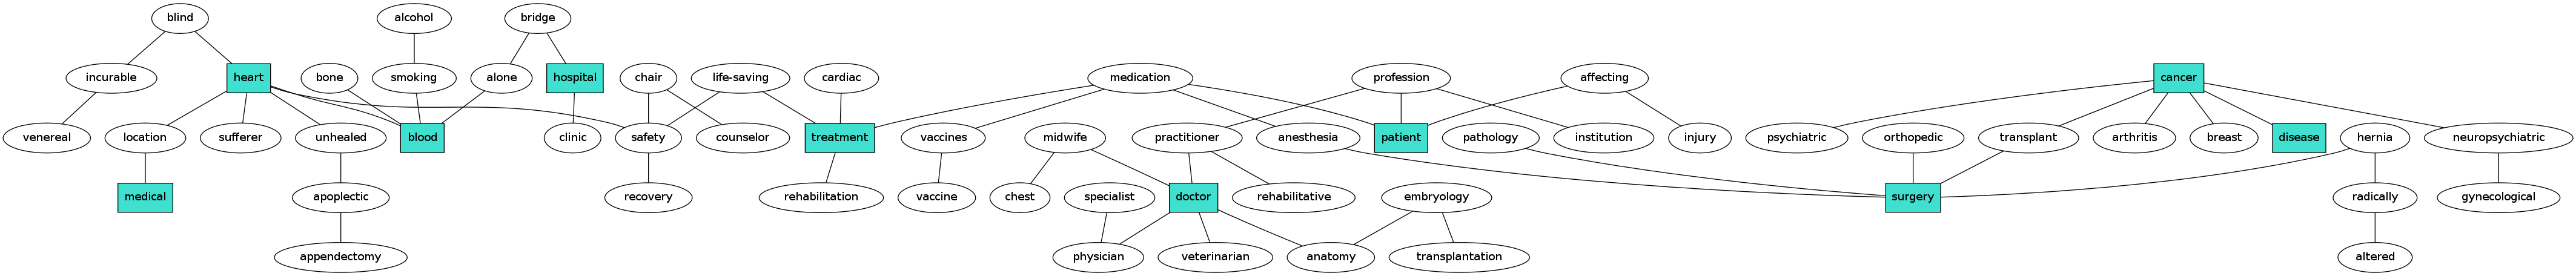 blind
alcohol
bridge
incurable
heart
bone
smoking
alone
hospital
chair
life-saving
cardiac
medication
profession
affecting
cancer
venereal
location
sufferer
unhealed
blood
clinic
safety
counselor
treatment
vaccines
midwife
practitioner
anesthesia
patient
pathology
institution
injury
psychiatric
orthopedic
transplant
arthritis
breast
disease
hernia
neuropsychiatric
medical
apoplectic
recovery
rehabilitation
vaccine
chest
specialist
doctor
rehabilitative
embryology
surgery
radically
gynecological
appendectomy
physician
veterinarian
anatomy
transplantation
altered